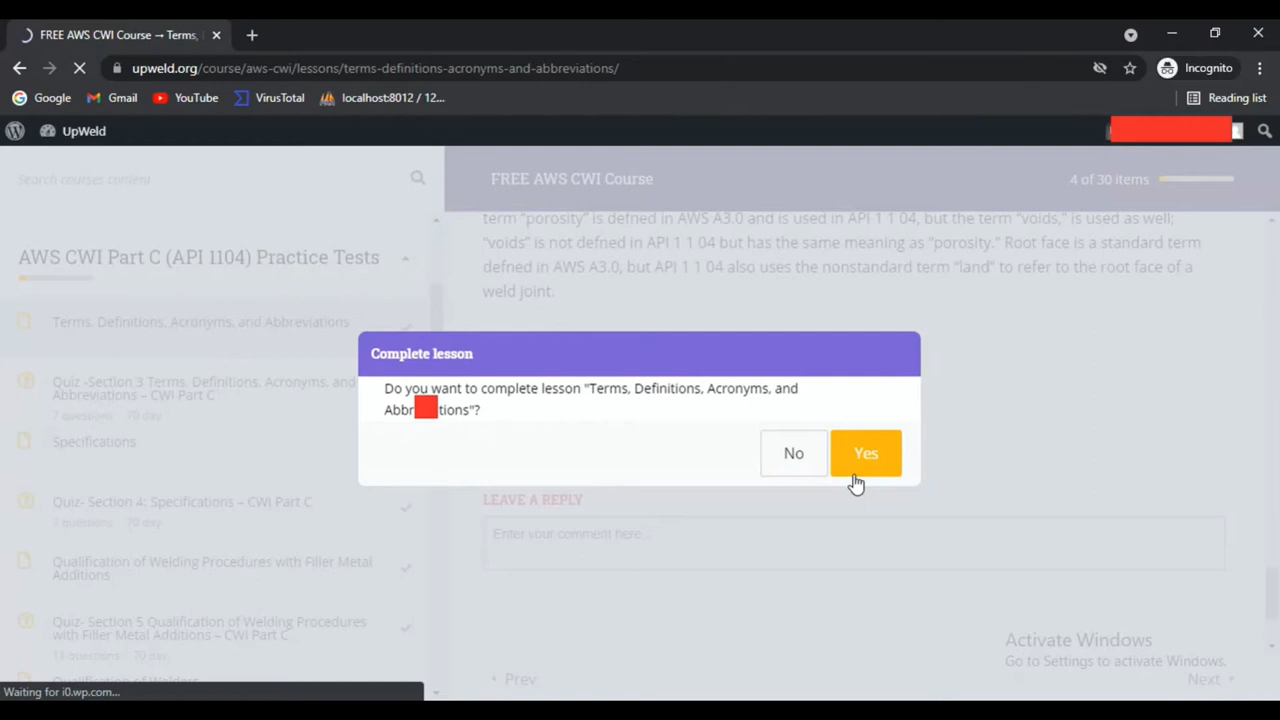 FREE AWS CWI Course → Terms,
upweld.org/course/aws-cwi/lessons/terms-definitions-acronyms-and-abbreviations/
Incognito
Google
Gmail
YouTube
VirusTotal
localhost:8012 / 12...
Reading list
UpWeld
Search courses content
FREE AWS CWI Course
4 of 30 items
AWS CWI Part C (API 1104) Practice Tests
Terms, Definitions, Acronyms, and Abbreviations
Quiz -Section 3 Terms, Definitions, Acronyms, and
Abbreviations – CWI Part C
7 questions 70 day
Specifications
Quiz- Section 4: Specifications – CWI Part C
questions 70 day
Qualification of Welding Procedures with Filler Metal
Additions
Quiz- Section 5 Qualification of Welding Procedures
with Filler Metal Additions – CWI Part C
questions 70 day
Qualification of Welders
term “porosity” is defned in AWS A3.0 and is used in API 1 1 04, but the term “voids,” is used as well;
“voids” is not defned in API 1 1 04 but has the same meaning as “porosity.” Root face is a standard term
defned in AWS A3.0, but API 1 1 04 also uses the nonstandard term “land” to refer to the root face of a
weld joint.
Complete lesson
Do you want to complete lesson "Terms, Definitions, Acronyms, and
Abbr tions"?
No
Yes
LEAVE A REPLY
Enter your comment here...
Activate Windows
Go to Settings to activate Windows.
Prev
Next
Waiting for i0.wp.com...